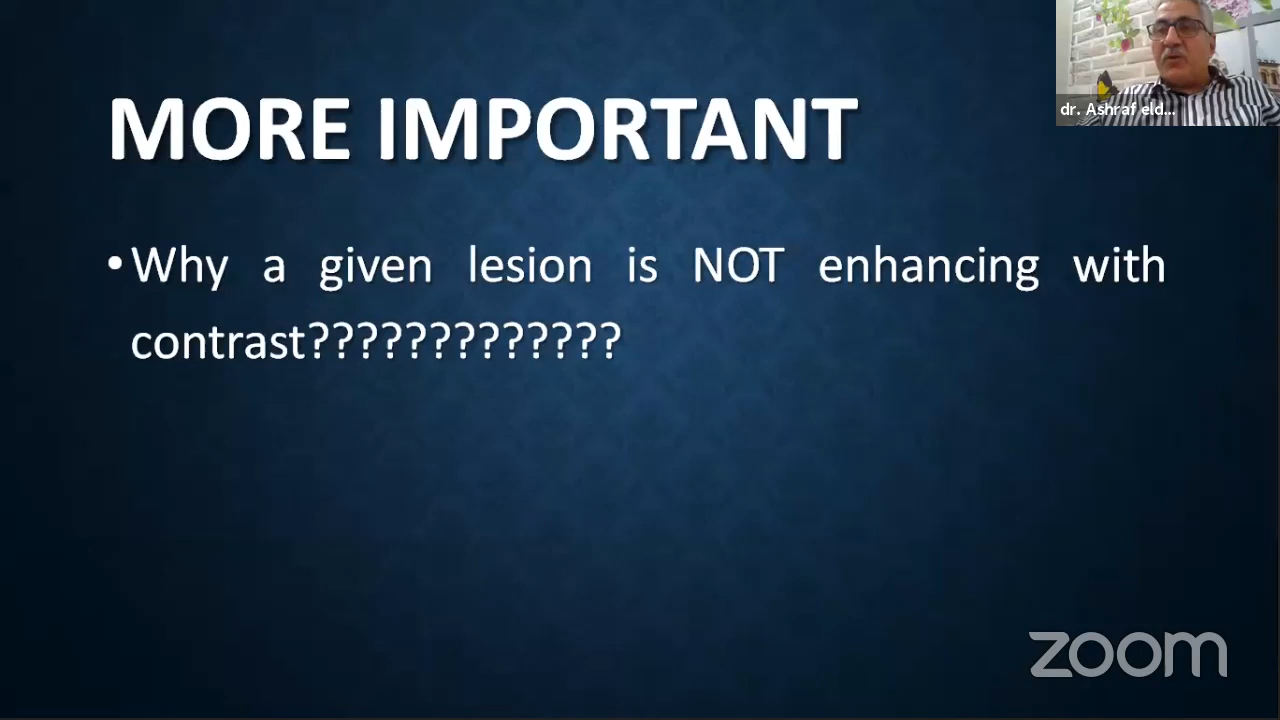 dr. Ashraf eld...
MORE IMPORTANT
•Why a given lesion is NOT enhancing with
contrast?????????????
zoom